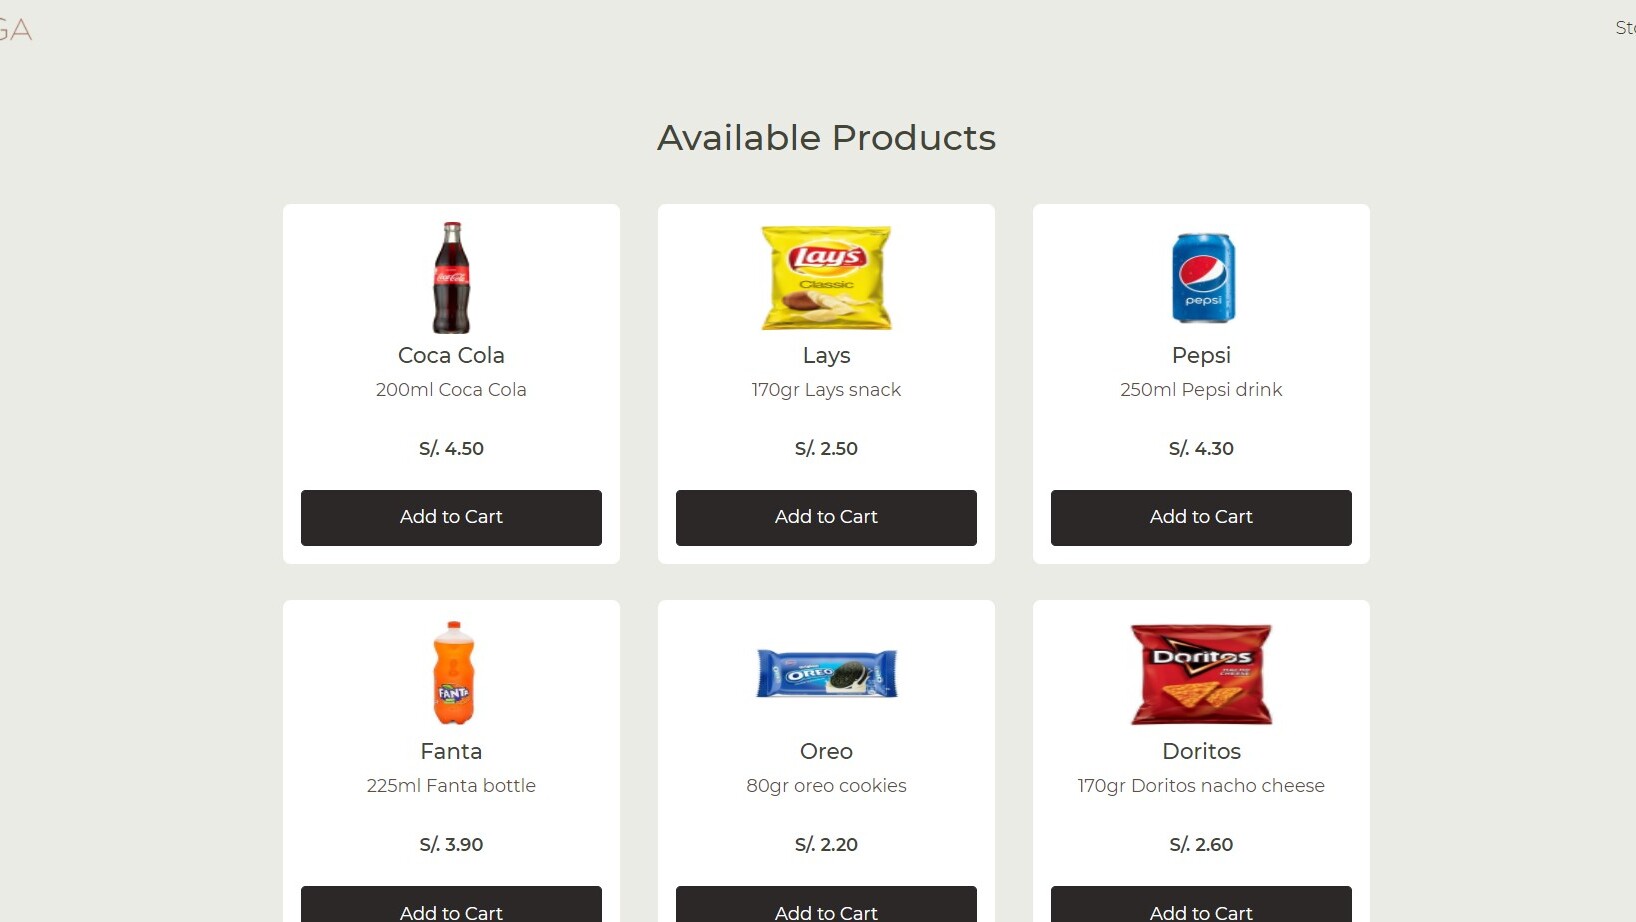 GA
Sto
Available Products
Coca-Cola
Lay's
Classic
pepsi
Coca Cola
Lays
Pepsi
200ml Coca Cola
170gr Lays snack
250ml Pepsi drink
S/. 4.50
S/. 2.50
S/. 4.30
Add to Cart
Add to Cart
Add to Cart
FANTA
OREO
Doritos
NACHO
CHEESE
Fanta
Oreo
Doritos
225ml Fanta bottle
80gr oreo cookies
170gr Doritos nacho cheese
S/. 3.90
S/. 2.20
S/. 2.60
Add to Cart
Add to Cart
Add to Cart